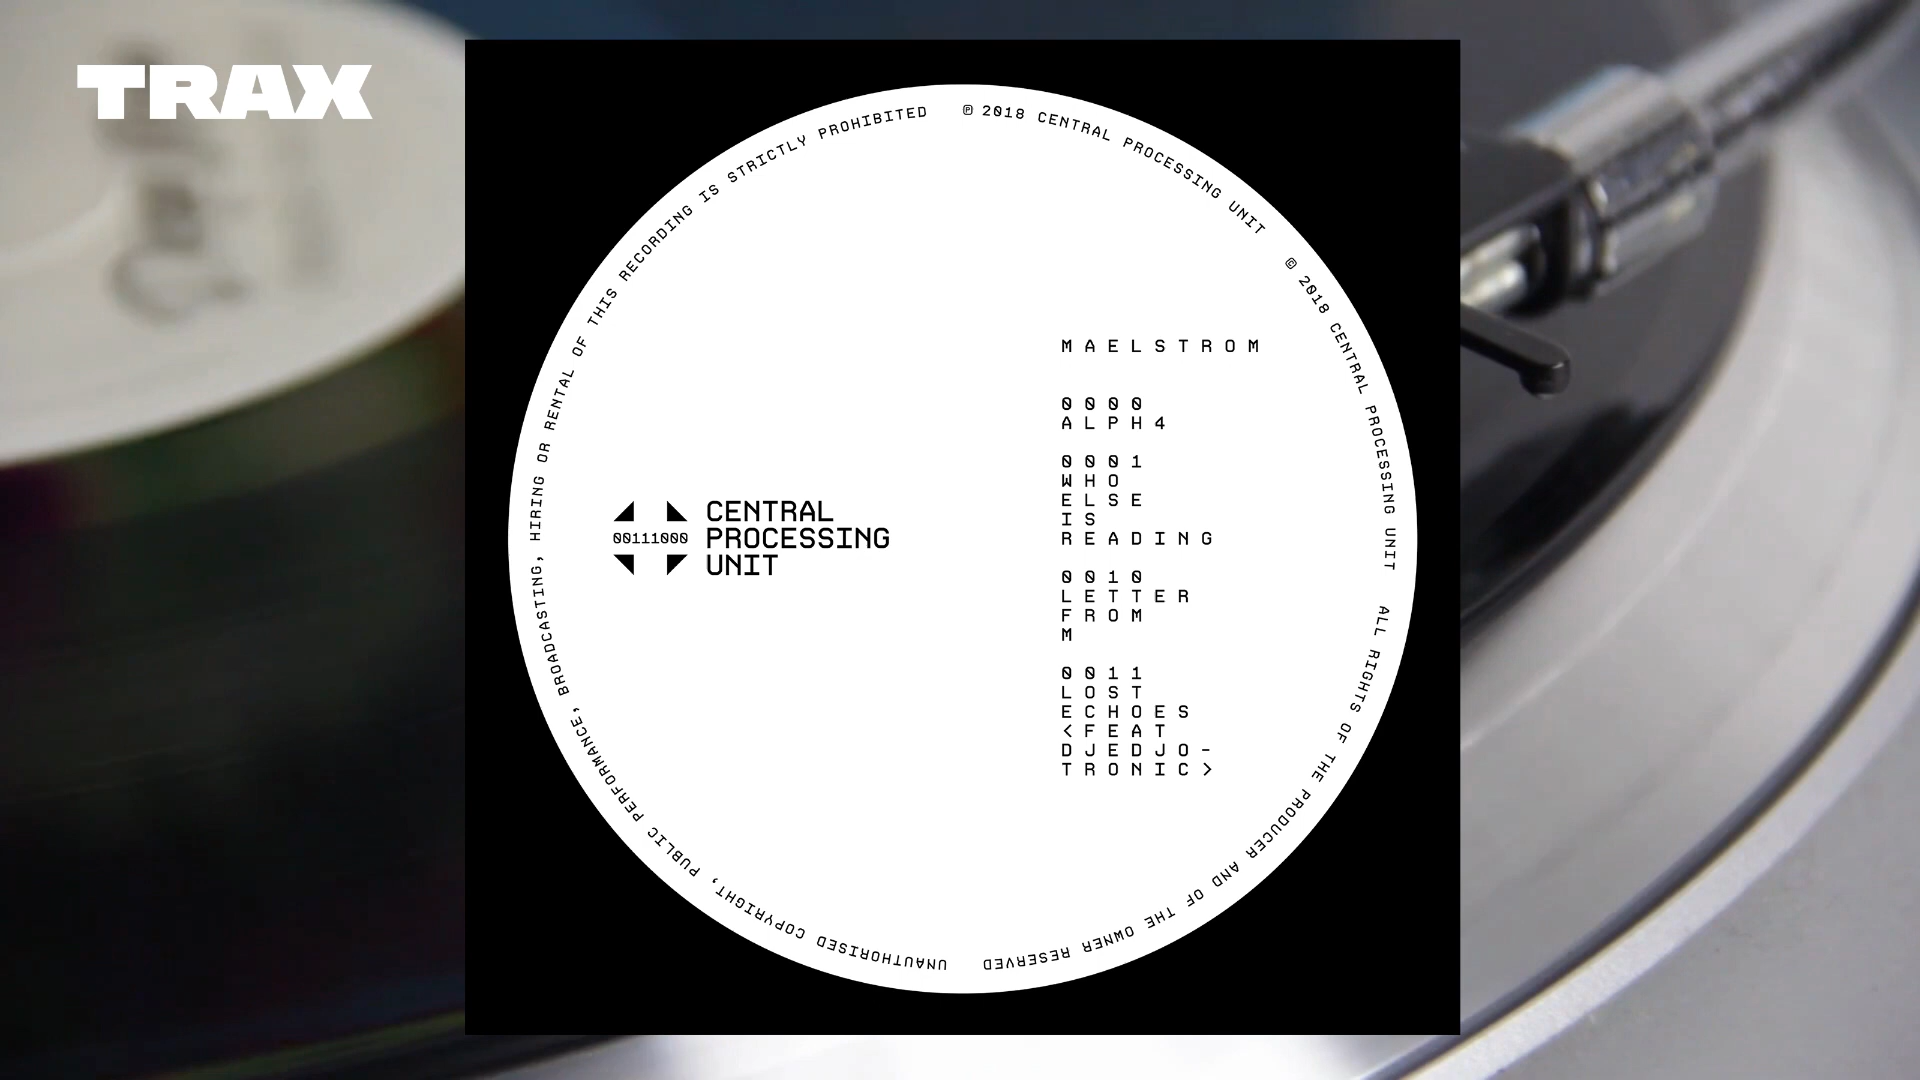 TRAX
℗ 2018 CENTRAL PROCESSING UNIT
© 2018 CENTRAL PROCESSING UNIT
ALL RIGHTS OF THE PRODUCER AND OF THE OWNER RESERVED
UNAUTHORISED COPYRIGHT, PUBLIC PERFORMANCE, BROADCASTING, HIRING OR RENTAL OF THIS RECORDING IS STRICTLY PROHIBITED
00111000
CENTRAL
PROCESSING
UNIT
MAELSTROM
0000
ALPH4
0001
WHO
ELSE
IS
READING
0010
LETTER
FROM
M
0011
LOST
ECHOES
<FEAT
DJEDJO-
TRONIC>